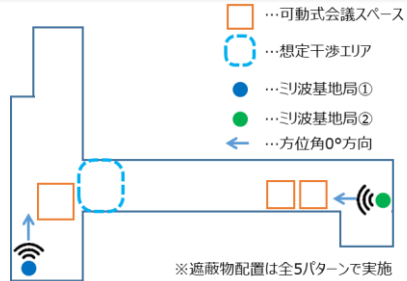 …可動式会議スペース
…想定干渉エリア
…ミリ波基地局①
…ミリ波基地局②
…方位角0°方向
※遮蔽物配置は全5パターンで実施